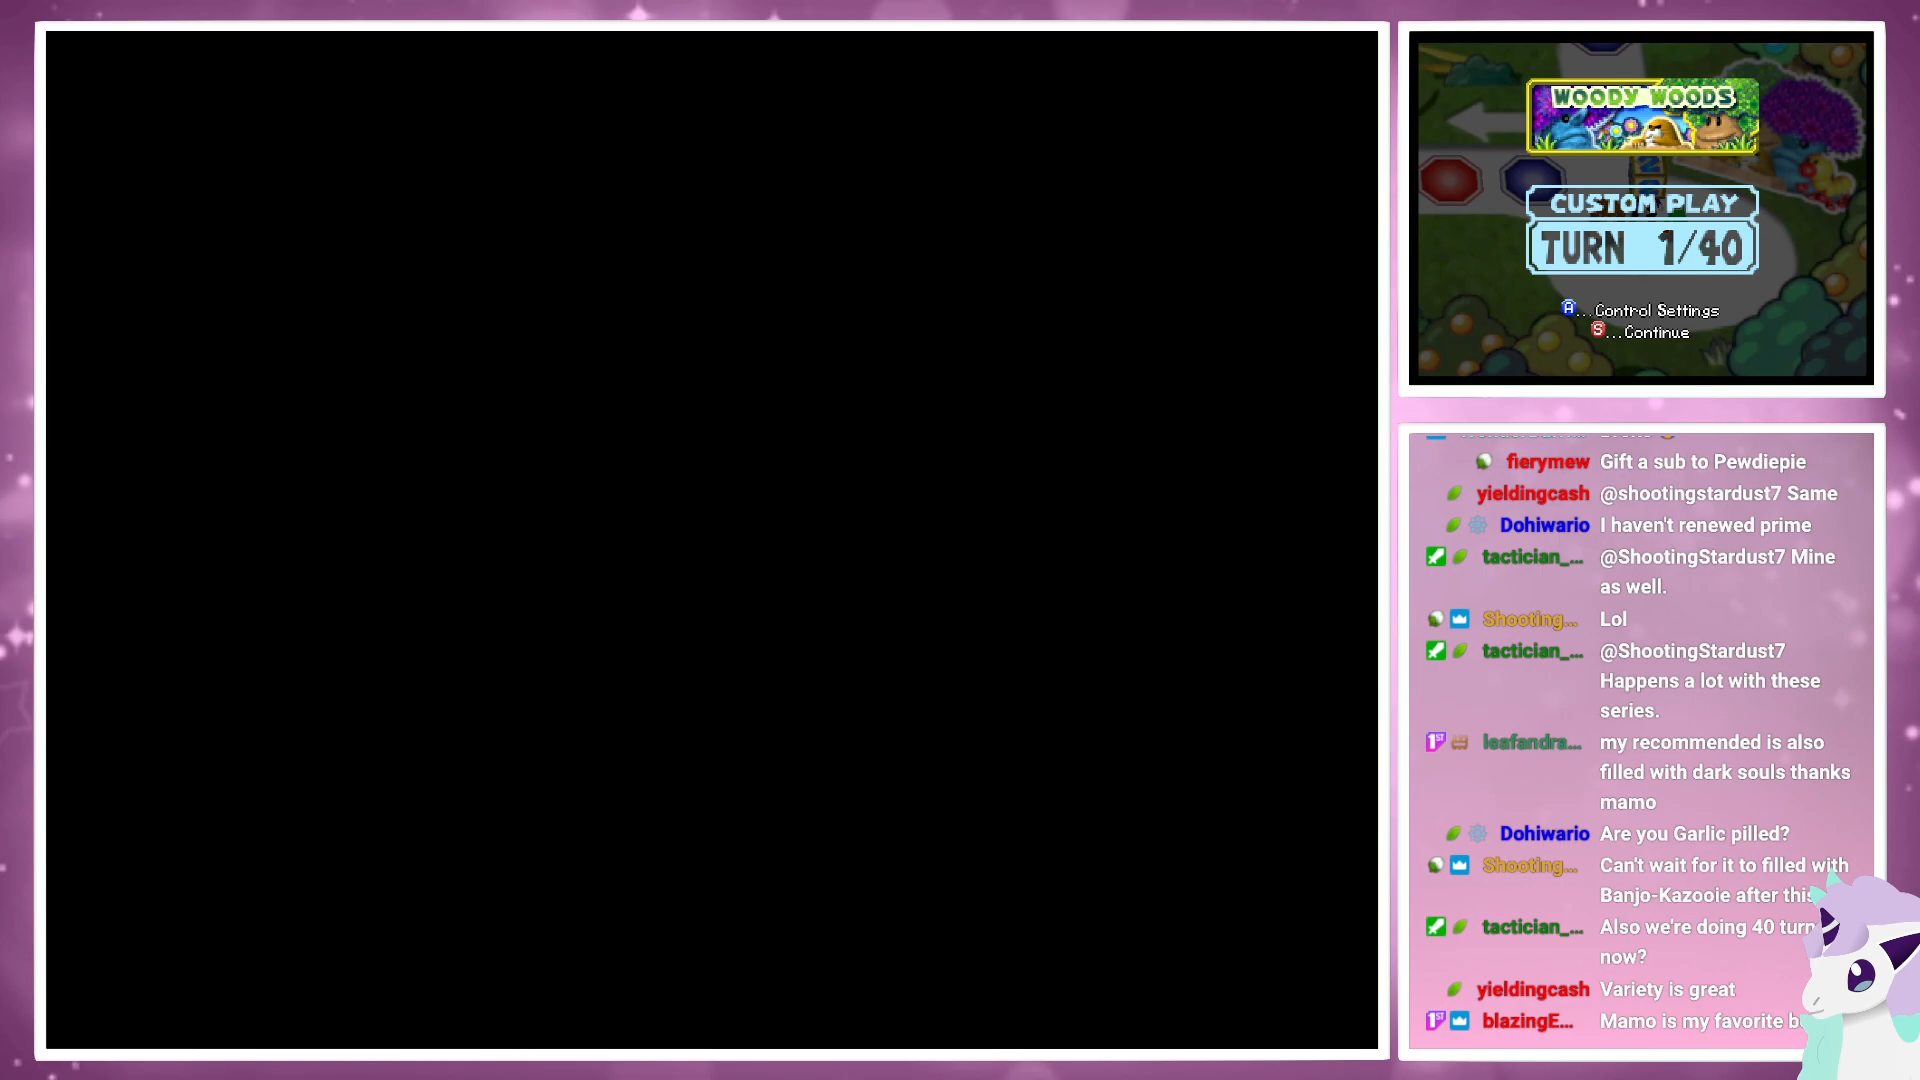 WOODY WOODS
CUSTOM PLAY
TURN 1/40
A...Control Settings
S...Continue
fierymew Gift a sub to Pewdiepie
yieldingcash @shootingstardust7 Same
Dohiwario I haven't renewed prime
tactician_... @ShootingStardust7 Mine
as well.
Shooting... Lol
tactician_... @ShootingStardust7
Happens a lot with these
series.
1ST leafandra... my recommended is also
filled with dark souls thanks
mamo
Dohiwario Are you Garlic pilled?
Shooting... Can't wait for it to filled with
Banjo-Kazooie after this
tactician_... Also we're doing 40 turn
now?
yieldingcash Variety is great
1ST blazingE... Mamo is my favorite